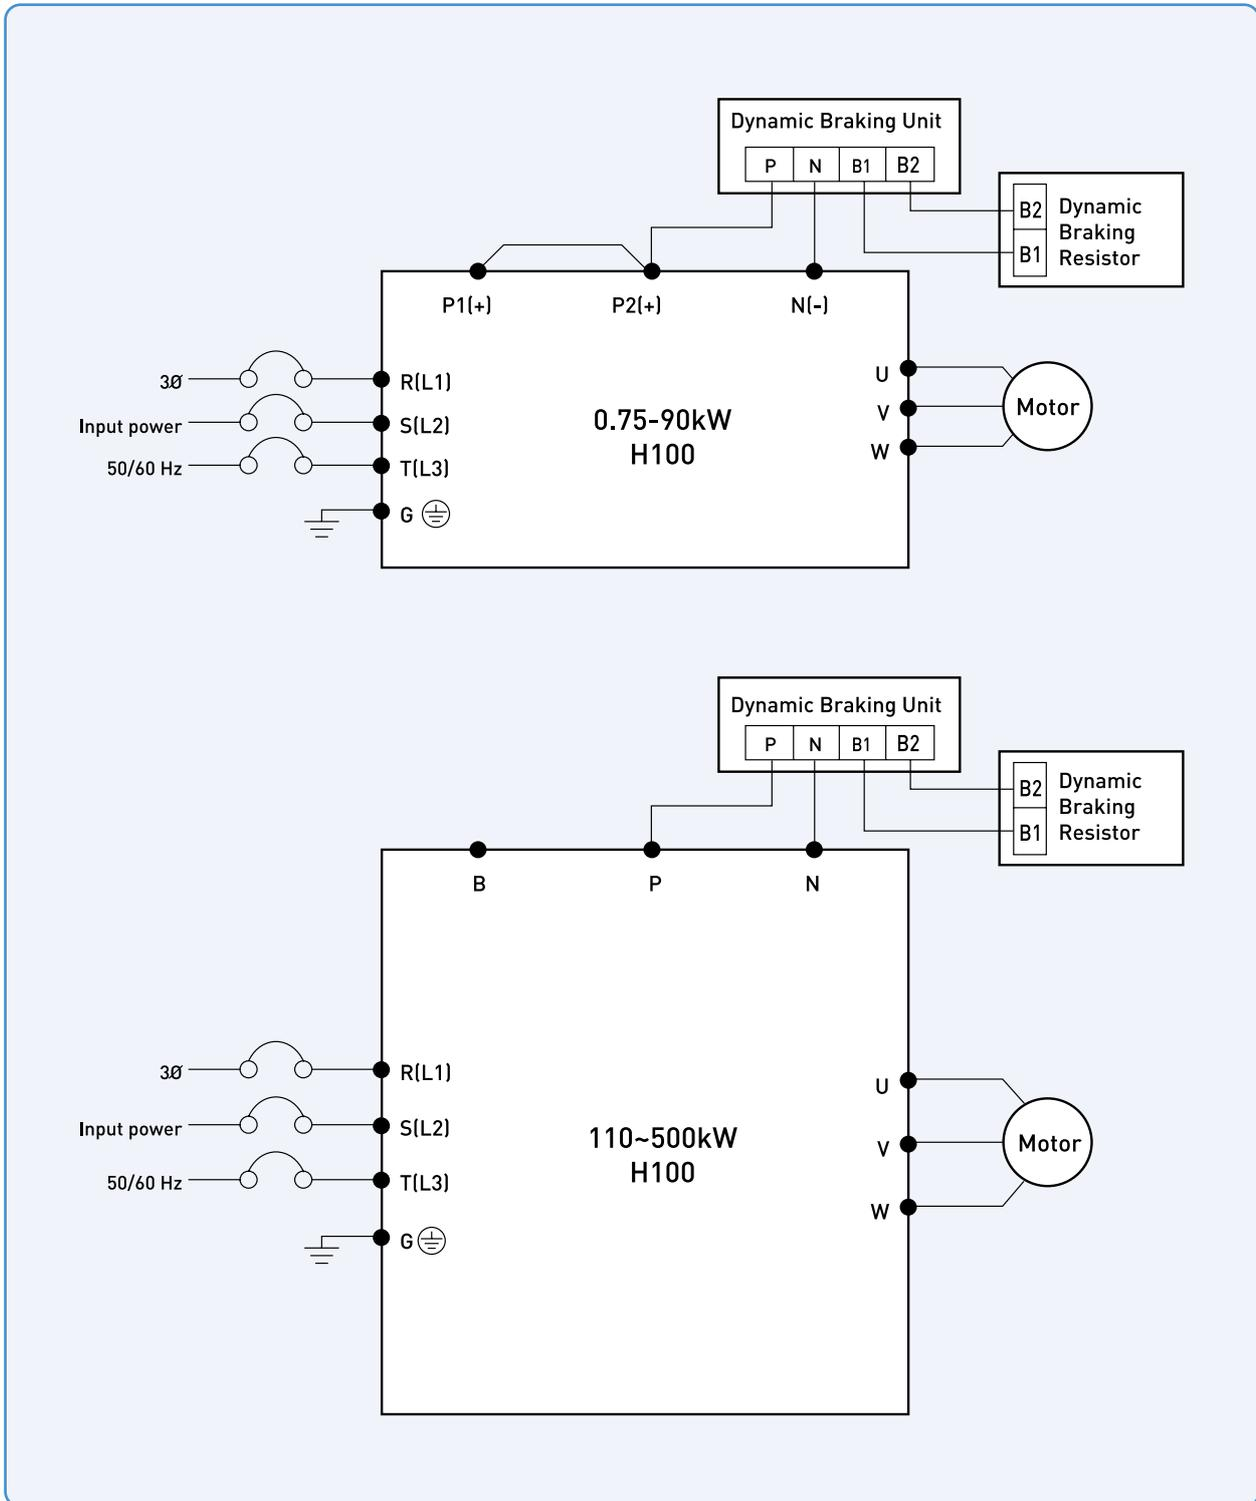 Dynamic Braking Unit
P N B1 B2
B2
B1
Dynamic
Braking
Resistor
P1(+) P2(+) N(-)
3Ø
Input power
50/60 Hz
R(L1)
S(L2)
T(L3)
G
0.75-90kW
H100
U
V
W
Motor
Dynamic Braking Unit
P N B1 B2
B2
B1
Dynamic
Braking
Resistor
B P N
3Ø
Input power
50/60 Hz
R(L1)
S(L2)
T(L3)
G
110~500kW
H100
U
V
W
Motor